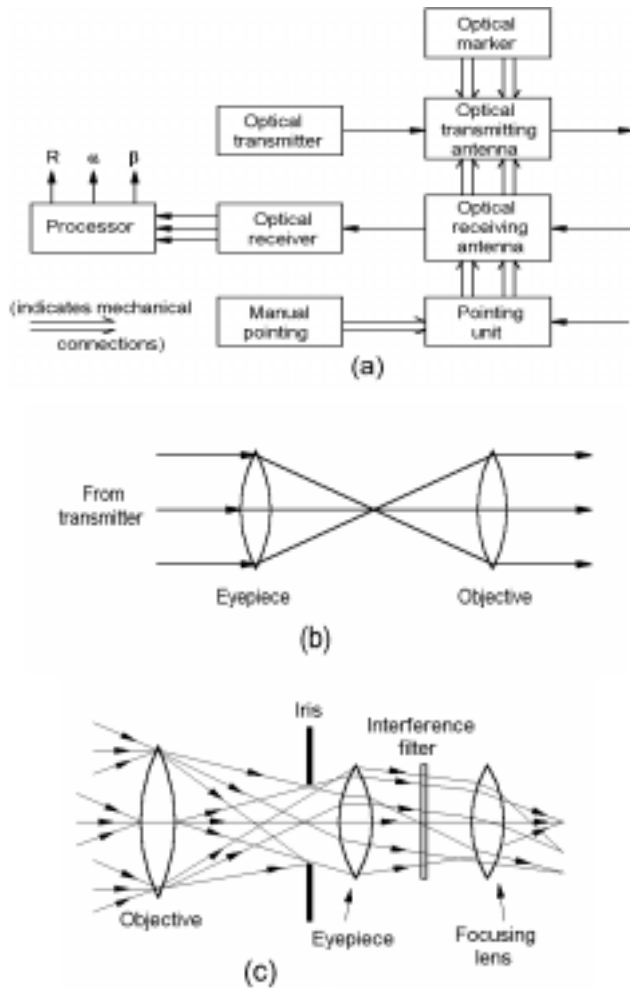 Optical
marker
Optical
transmitter
Optical
transmitting
antenna
R α β
Processor
Optical
receiver
Optical
receiving
antenna
(indicates mechanical
connections)
Manual
pointing
Pointing
unit
(a)
From
transmitter
Eyepiece
Objective
(b)
Iris
Interference
filter
Objective
Eyepiece
Focusing
lens
(c)